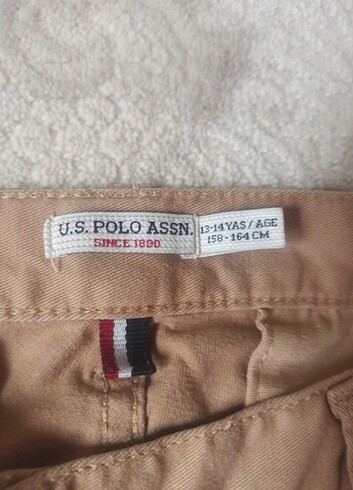 U.S. POLO ASSN.
SINCE 1890
13-14 YAS / AGE
158 - 164 CM